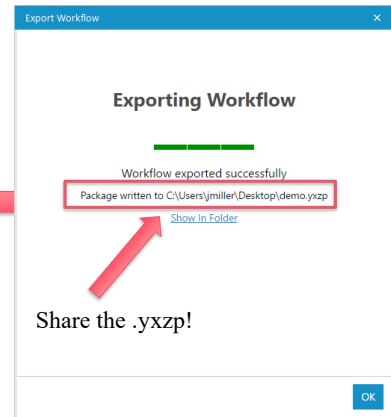 Export Workflow ×
Exporting Workflow
Workflow exported successfully
Package written to C:\Users\jmiller\Desktop\demo.yxzp
Show In Folder
Share the .yxzp!
OK